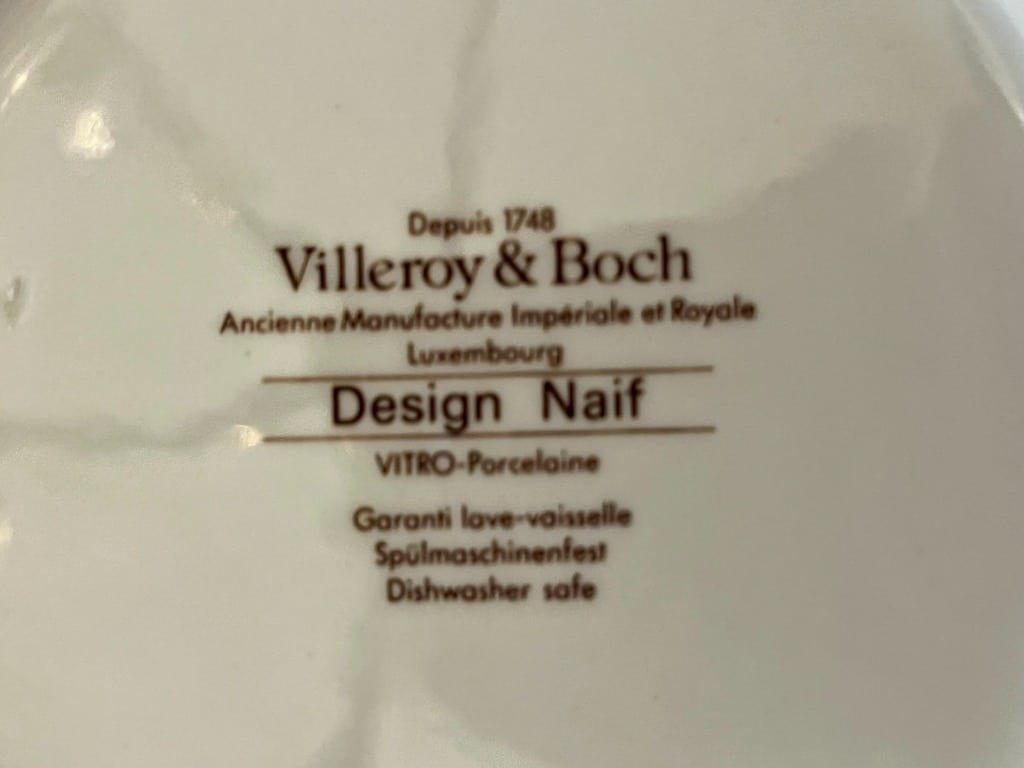 Depuis 1748
Villeroy & Boch
Ancienne Manufacture Impériale et Royale
Luxembourg
Design Naif
VITRO-Porcelaine
Garanti lave-vaisselle
Spülmaschinenfest
Dishwasher safe